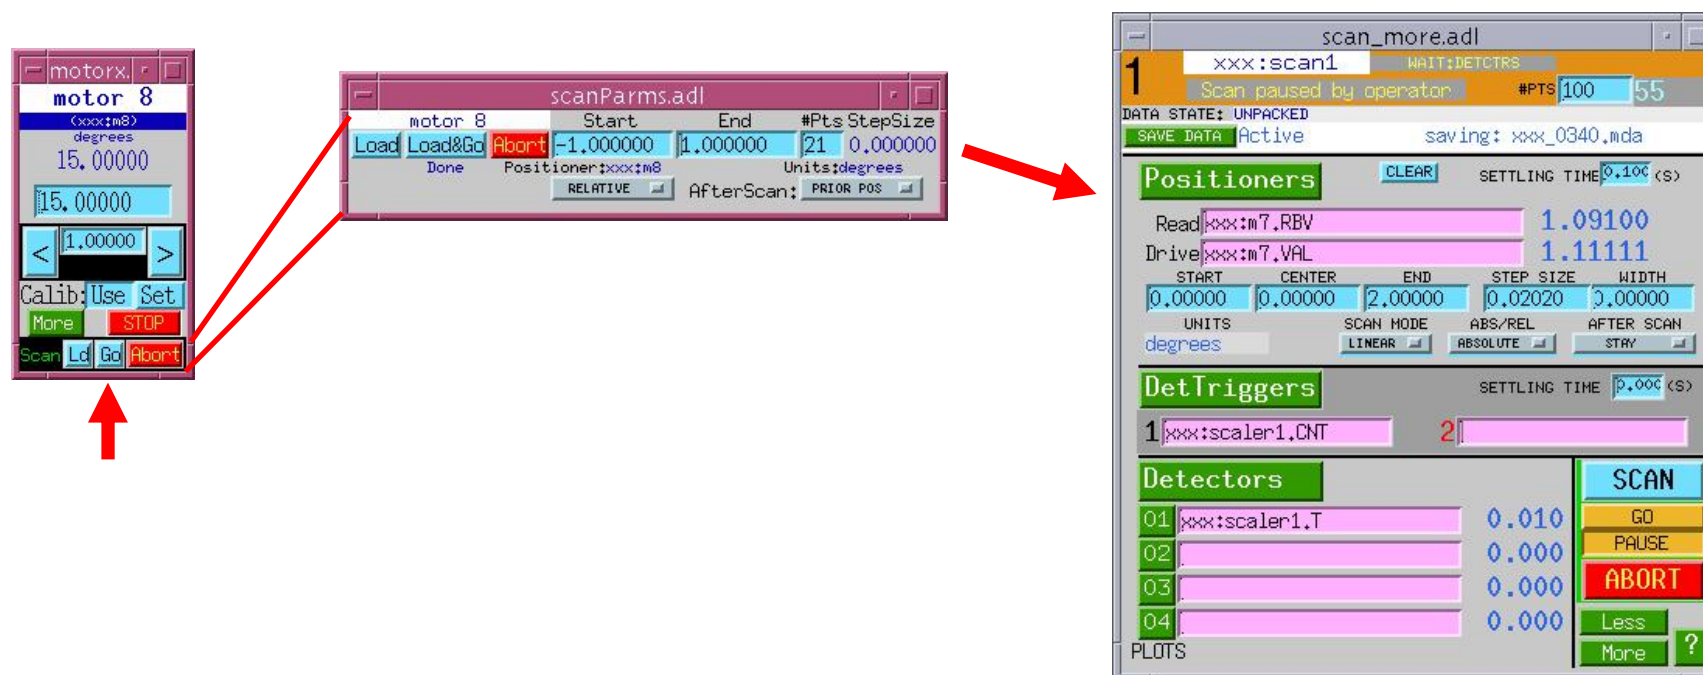 motorx.
motor 8
(xxx:m8)
degrees
15.00000
15.00000
< 1.00000 >
Calib: Use Set
More STOP
Scan Ld Go Abort
scanParms.adl
motor 8 Start End #Pts StepSize
Load Load&Go Abort -1.000000 1.000000 21 0.000000
Done Positioner:xxx:m8 Units:degrees
RELATIVE AfterScan: PRIOR POS
scan_more.adl
1 xxx:scan1 WAIT:DETCTRS
Scan paused by operator #PTS 100 55
DATA STATE: UNPACKED
SAVE DATA Active saving: xxx_0340.mda
Positioners CLEAR SETTLING TIME 0.100 (S)
Read xxx:m7.RBV 1.09100
Drive xxx:m7.VAL 1.11111
START CENTER END STEP SIZE WIDTH
0.00000 0.00000 2.00000 0.02020 0.00000
UNITS SCAN MODE ABS/REL AFTER SCAN
degrees LINEAR ABSOLUTE STAY
DetTriggers SETTLING TIME 0.000 (S)
1 xxx:scaler1.CNT 2
Detectors SCAN
01 xxx:scaler1.T 0.010 GO
02 0.000 PAUSE
03 0.000 ABORT
04 0.000 Less
PLOTS More ?